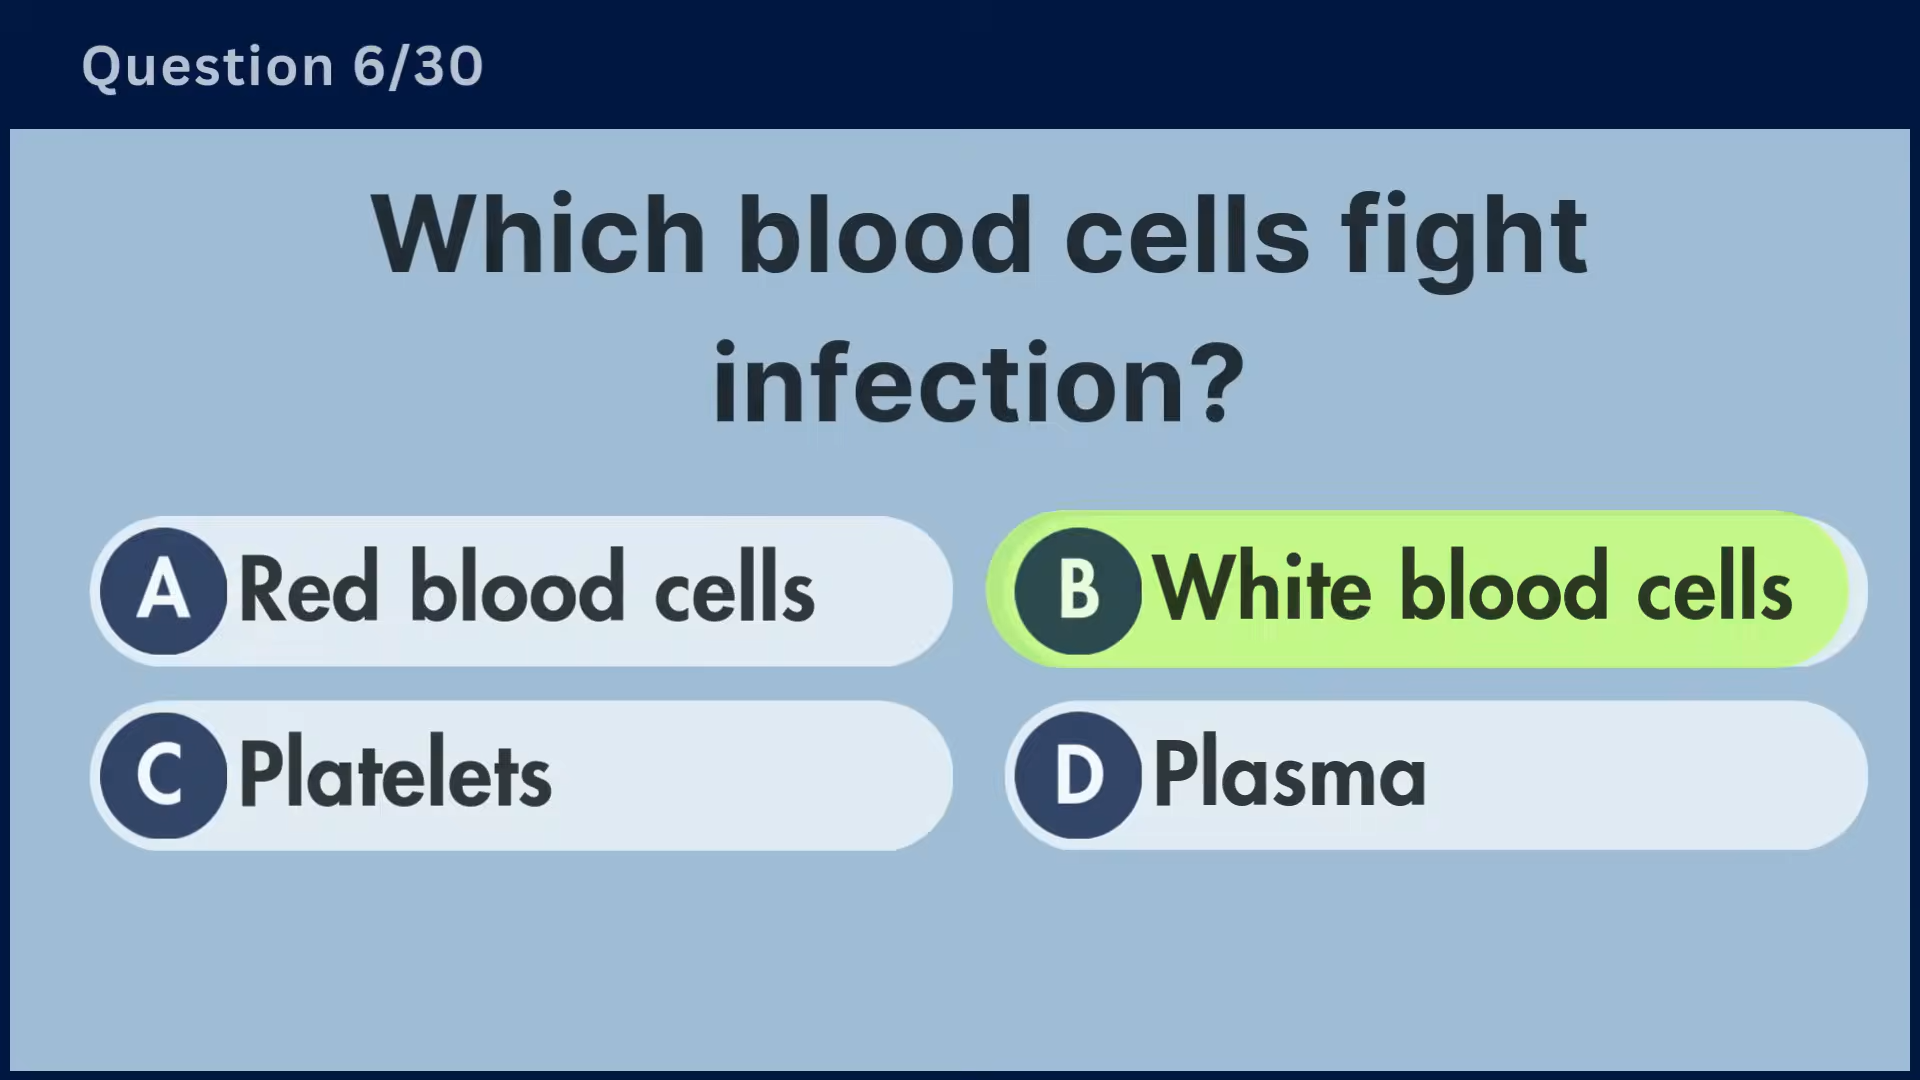 Question 6/30
Which blood cells fight
infection?
A Red blood cells
B White blood cells
C Platelets
D Plasma